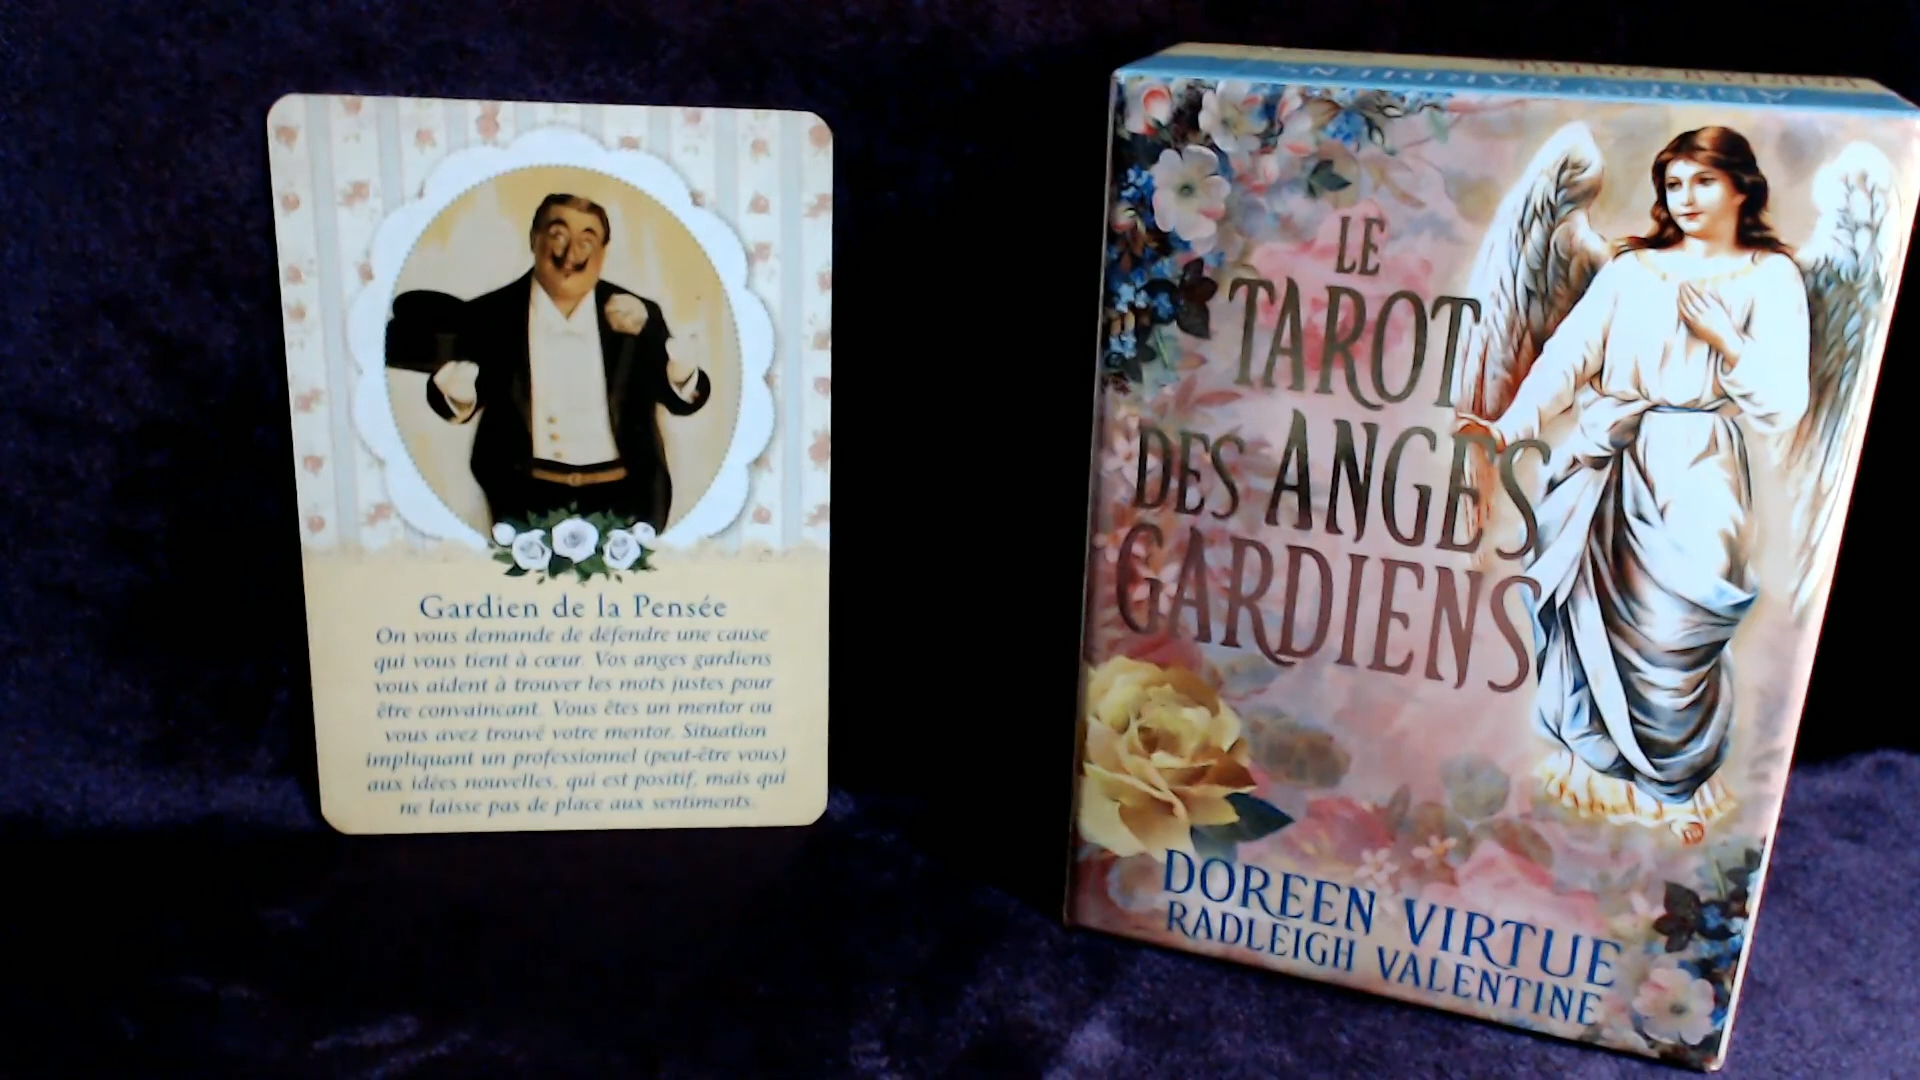 Gardien de la Pensée
On vous demande de défendre une cause
qui vous tient à cœur. Vos anges gardiens
vous aident à trouver les mots justes pour
être convaincant. Vous êtes un mentor ou
vous avez trouvé votre mentor. Situation
impliquant un professionnel (peut-être vous)
aux idées nouvelles, qui est positif, mais qui
ne laisse pas de place aux sentiments.
LE
TAROT
DES ANGES
GARDIENS
DOREEN VIRTUE
RADLEIGH VALENTINE